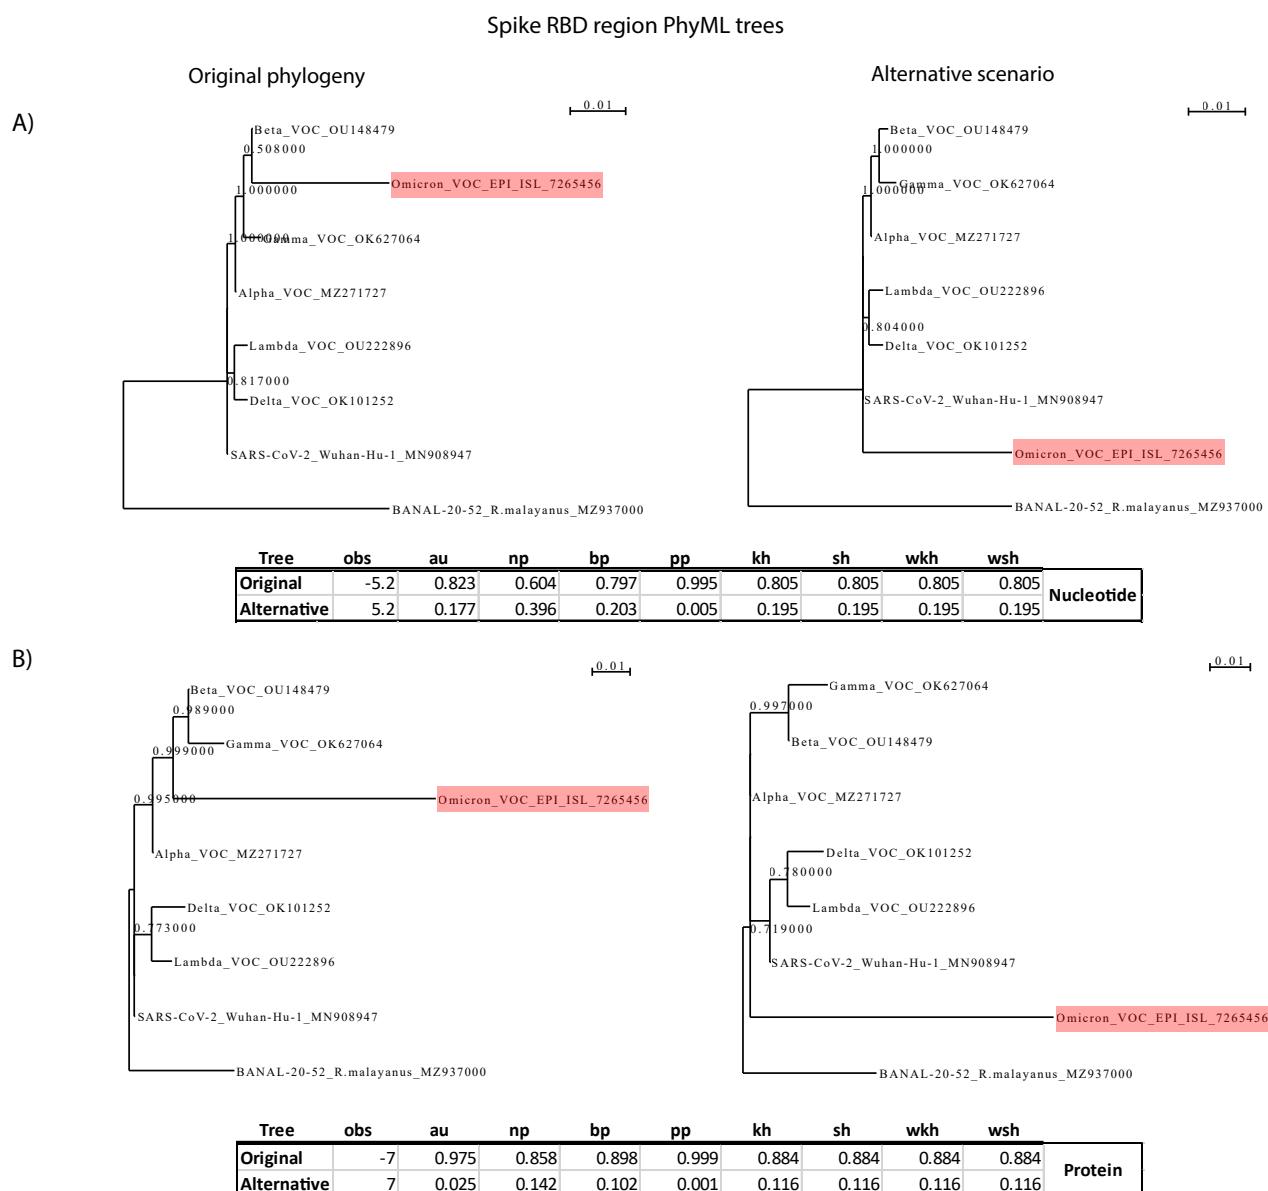 Spike RBD region PhyML trees
Original phylogeny
Alternative scenario
A)
0.01
Beta_VOC_OU148479
0.508000
Omicron_VOC_EPI_ISL_7265456
1.000000
1.000000
Gamma_VOC_OK627064
Alpha_VOC_MZ271727
Lambda_VOC_OU222896
0.817000
Delta_VOC_OK101252
SARS-CoV-2_Wuhan-Hu-1_MN908947
BANAL-20-52_R.malayanus_MZ937000
0.01
Beta_VOC_OU148479
1.000000
Gamma_VOC_OK627064
1.000000
Alpha_VOC_MZ271727
Lambda_VOC_OU222896
0.804000
Delta_VOC_OK101252
SARS-CoV-2_Wuhan-Hu-1_MN908947
Omicron_VOC_EPI_ISL_7265456
BANAL-20-52_R.malayanus_MZ937000
Tree obs au np bp pp kh sh wkh wsh
Original -5.2 0.823 0.604 0.797 0.995 0.805 0.805 0.805 0.805
Nucleotide
Alternative 5.2 0.177 0.396 0.203 0.005 0.195 0.195 0.195 0.195
B)
0.01
Beta_VOC_OU148479
0.989000
Gamma_VOC_OK627064
0.999000
0.995000
Omicron_VOC_EPI_ISL_7265456
Alpha_VOC_MZ271727
Delta_VOC_OK101252
0.773000
Lambda_VOC_OU222896
SARS-CoV-2_Wuhan-Hu-1_MN908947
BANAL-20-52_R.malayanus_MZ937000
0.01
Gamma_VOC_OK627064
0.997000
Beta_VOC_OU148479
Alpha_VOC_MZ271727
Delta_VOC_OK101252
0.780000
Lambda_VOC_OU222896
0.719000
SARS-CoV-2_Wuhan-Hu-1_MN908947
Omicron_VOC_EPI_ISL_7265456
BANAL-20-52_R.malayanus_MZ937000
Tree obs au np bp pp kh sh wkh wsh
Original -7 0.975 0.858 0.898 0.999 0.884 0.884 0.884 0.884
Protein
Alternative 7 0.025 0.142 0.102 0.001 0.116 0.116 0.116 0.116